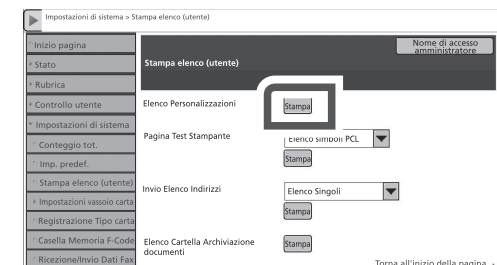 Impostazioni di sistema > Stampa elenco (utente)
Inizio pagina
Stato
Rubrica
Controllo utente
Impostazioni di sistema
Conteggio tot.
Imp. predef.
Stampa elenco (utente)
Impostazioni vassoio carta
Registrazione Tipo carta
Casella Memoria F-Code
Ricezione/Invio Dati Fax
Nome di accesso
amministratore
Stampa elenco (utente)
Elenco Personalizzazioni
Stampa
Pagina Test Stampante
Elenco simboli PCL
Stampa
Invio Elenco Indirizzi
Elenco Singoli
Stampa
Elenco Cartella Archiviazione
documenti
Stampa
Torna all'inizio della pagina